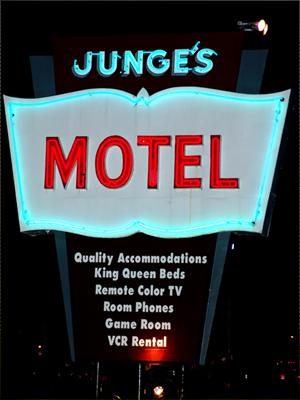 JUNGE'S
MOTEL
Quality Accommodations
King Queen Beds
Remote Color TV
Room Phones
Game Room
VCR Rental